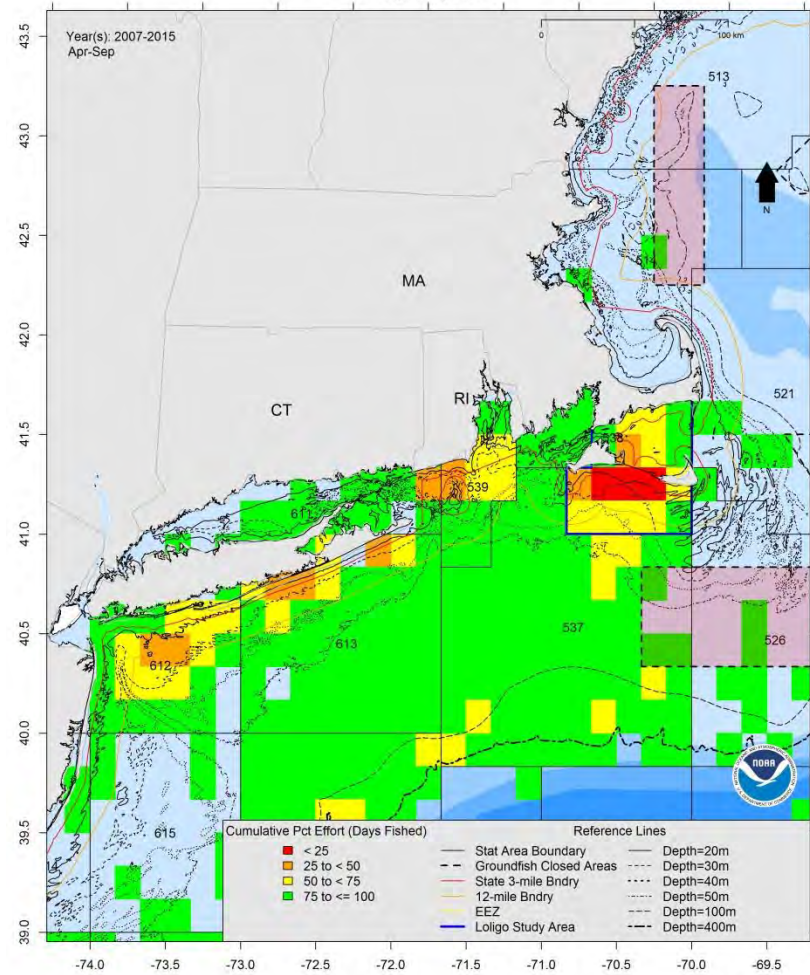 Year(s): 2007-2015
Apr-Sep
0 50 100 km
513
N
MA
521
CT
RI
538
539
611
537
526
613
612
615
NOAA
Cumulative Pct Effort (Days Fished)
< 25
25 to < 50
50 to < 75
75 to <= 100
Reference Lines
Stat Area Boundary
Groundfish Closed Areas
State 3-mile Bndry
12-mile Bndry
EEZ
Loligo Study Area
Depth=20m
Depth=30m
Depth=40m
Depth=50m
Depth=100m
Depth=400m
43.5
43.0
42.5
42.0
41.5
41.0
40.5
40.0
39.5
39.0
-74.0 -73.5 -73.0 -72.5 -72.0 -71.5 -71.0 -70.5 -70.0 -69.5